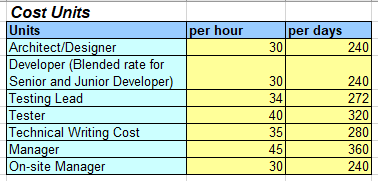 Cost Units
Units per hour per days
Architect/Designer 30 240
Developer (Blended rate for
Senior and Junior Developer) 30 240
Testing Lead 34 272
Tester 40 320
Technical Writing Cost 35 280
Manager 45 360
On-site Manager 30 240